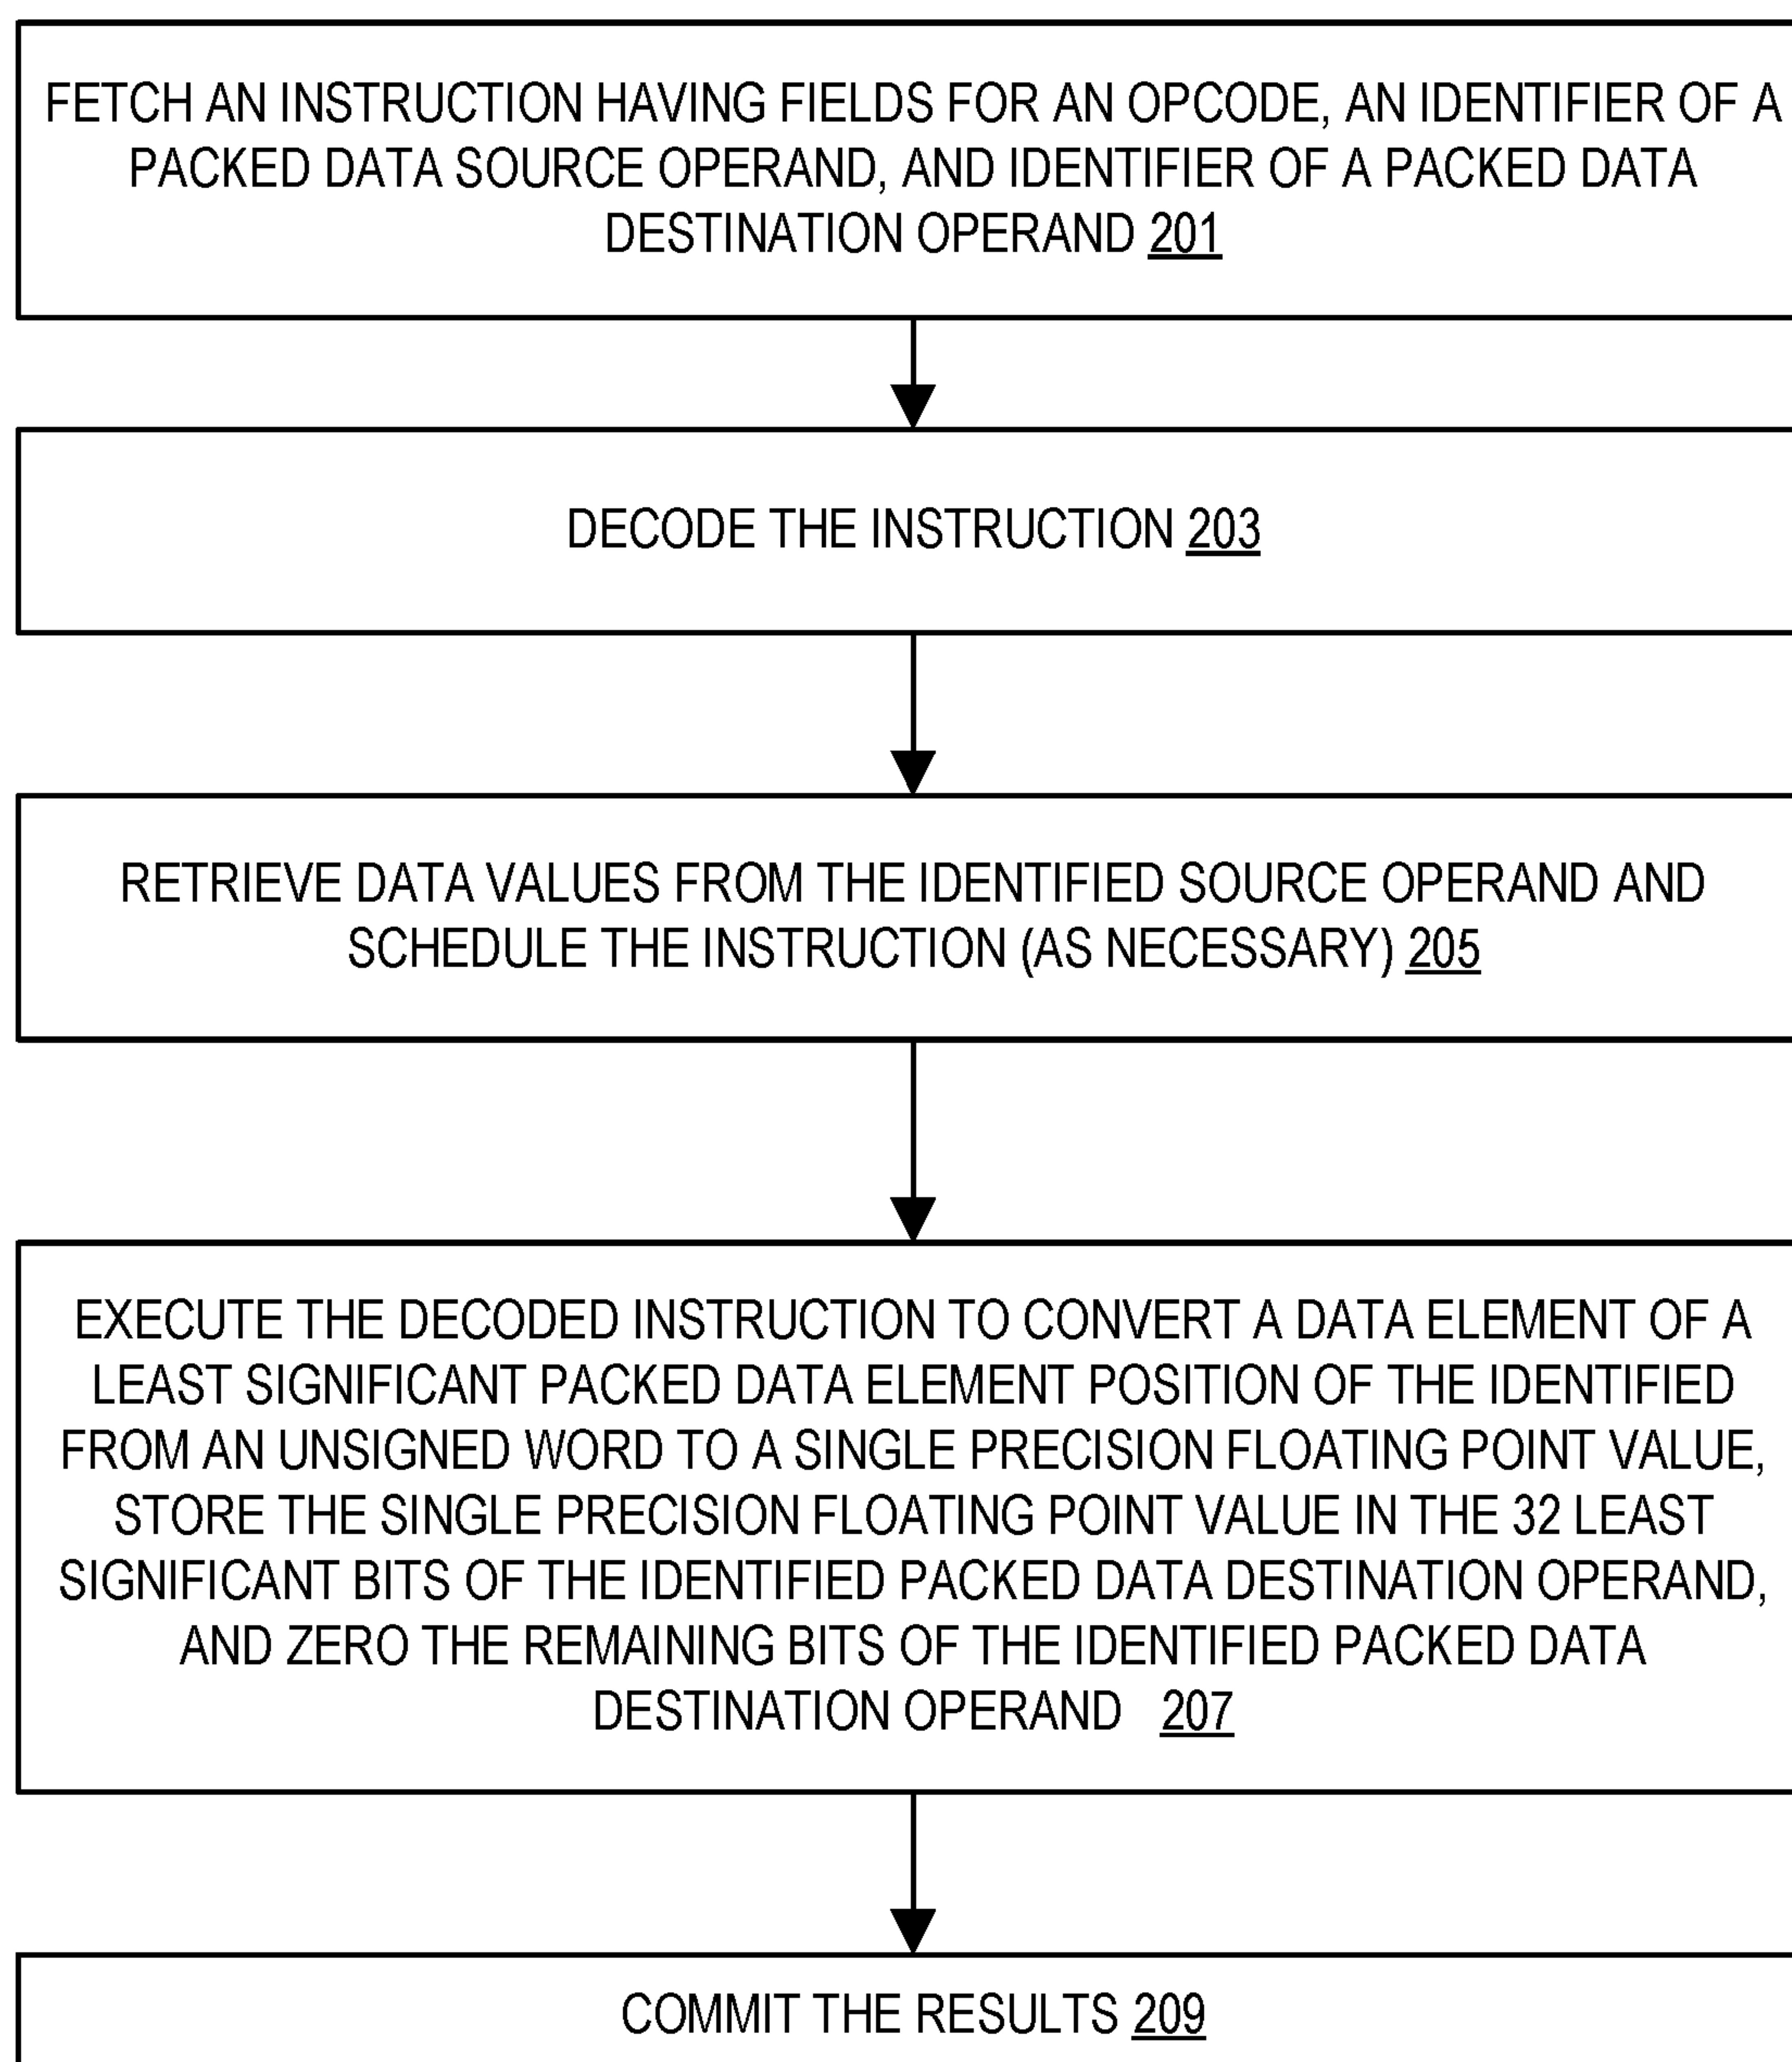 FETCH AN INSTRUCTION HAVING FIELDS FOR AN OPCODE, AN IDENTIFIER OF A
PACKED DATA SOURCE OPERAND, AND IDENTIFIER OF A PACKED DATA
DESTINATION OPERAND 201
DECODE THE INSTRUCTION 203
RETRIEVE DATA VALUES FROM THE IDENTIFIED SOURCE OPERAND AND
SCHEDULE THE INSTRUCTION (AS NECESSARY) 205
EXECUTE THE DECODED INSTRUCTION TO CONVERT A DATA ELEMENT OF A
LEAST SIGNIFICANT PACKED DATA ELEMENT POSITION OF THE IDENTIFIED
FROM AN UNSIGNED WORD TO A SINGLE PRECISION FLOATING POINT VALUE,
STORE THE SINGLE PRECISION FLOATING POINT VALUE IN THE 32 LEAST
SIGNIFICANT BITS OF THE IDENTIFIED PACKED DATA DESTINATION OPERAND,
AND ZERO THE REMAINING BITS OF THE IDENTIFIED PACKED DATA
DESTINATION OPERAND 207
COMMIT THE RESULTS 209